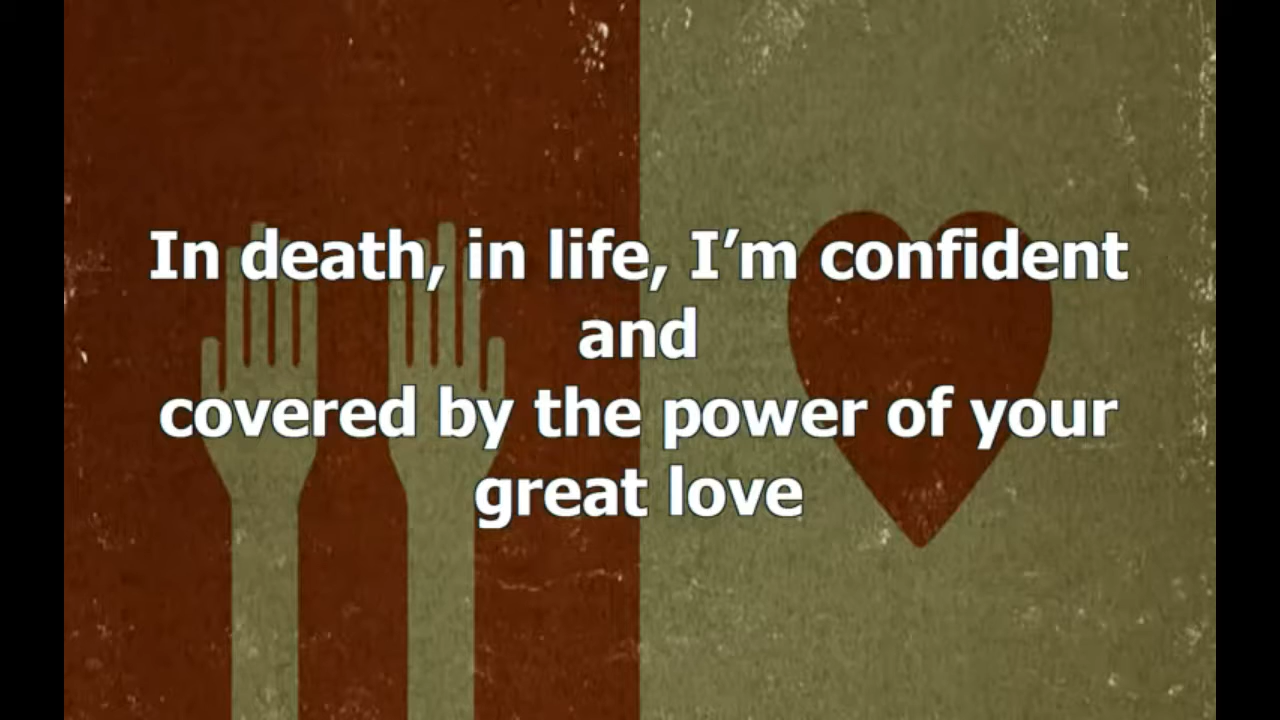 In death, in life, I’m confident
and
covered by the power of your
great love